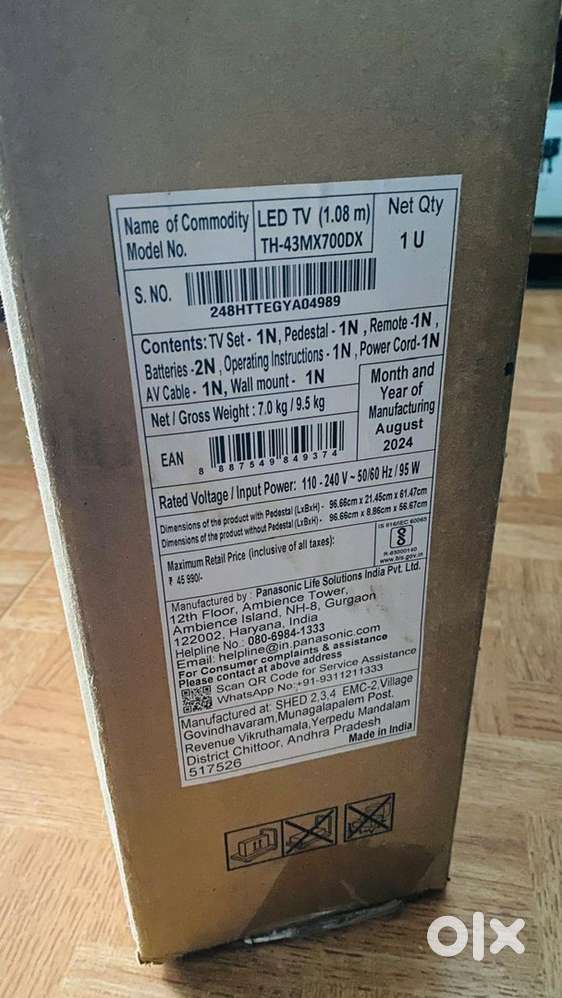 Name of Commodity LED TV (1.08 m) Net Qty
Model No. TH-43MX700DX 1 U
S. NO.
248HTTEGYA04989
Contents: TV Set - 1N, Pedestal - 1N , Remote -1N ,
Batteries -2N , Operating Instructions - 1N , Power Cord-1N
AV Cable - 1N, Wall mount - 1N
Month and
Year of
Manufacturing
August
2024
Net / Gross Weight : 7.0 kg / 9.5 kg
EAN
8 887549 849374
Rated Voltage / Input Power: 110 - 240 V ~ 50/60 Hz / 95 W
Dimensions of the product with Pedestal (LxBxH) - 96.66cm x 21.45cm x 61.47cm
Dimensions of the product without Pedestal (LxBxH) - 96.66cm x 8.86cm x 56.67cm
Maximum Retail Price (inclusive of all taxes):
₹ 45 990/-
IS 616/IEC 60065
R-63000140
www.bis.gov.in
Manufactured by : Panasonic Life Solutions India Pvt. Ltd.
12th Floor, Ambience Tower,
Ambience Island, NH-8, Gurgaon
122002, Haryana, India
Helpline No : 080-6984-1333
Email: helpline@in.panasonic.com
For Consumer complaints & assistance
Please contact at above address
Scan QR Code for Service Assistance
WhatsApp No :+91-9311211333
Manufactured at: SHED 2,3,4 EMC-2, Village
Govindhavaram,Munagalapalem Post.
Revenue Vikruthamala,Yerpedu Mandalam
District Chittoor, Andhra Pradesh
517526 Made in India
olx